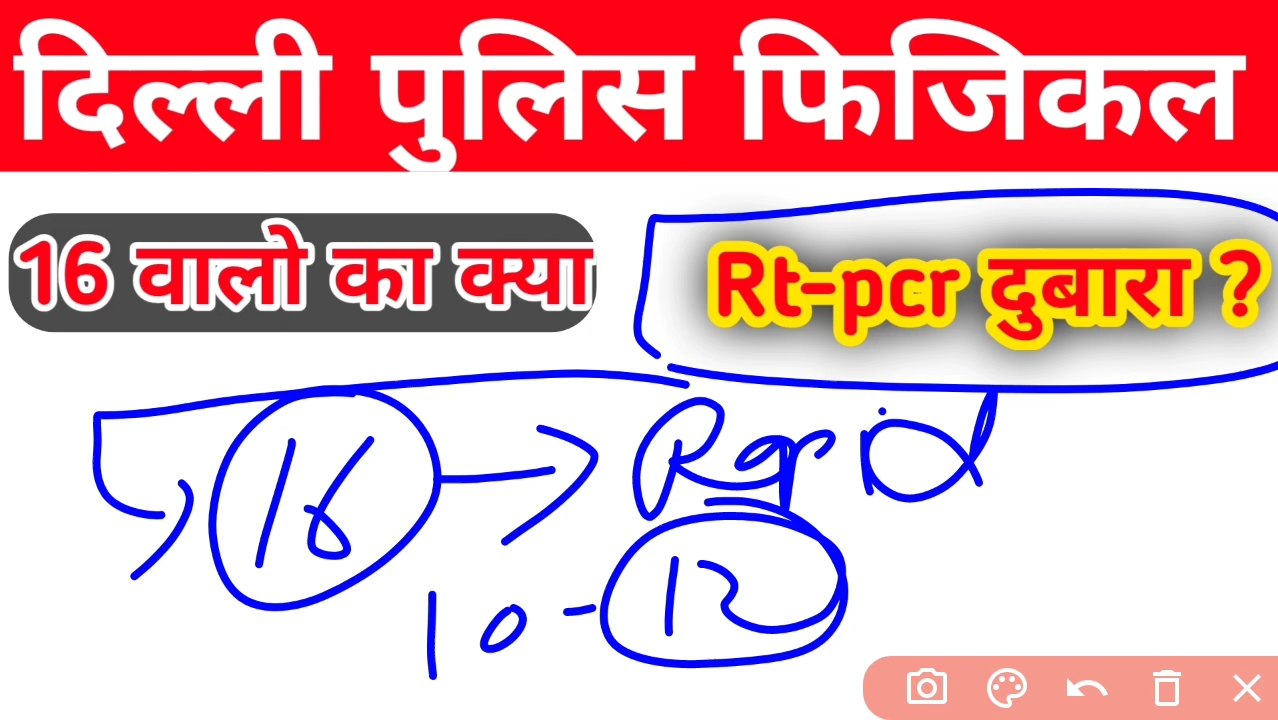 दिल्ली पुलिस फिजिकल
16 वालो का क्या
Rt-pcr दुबारा ?
16 → Rapid
10 - 12